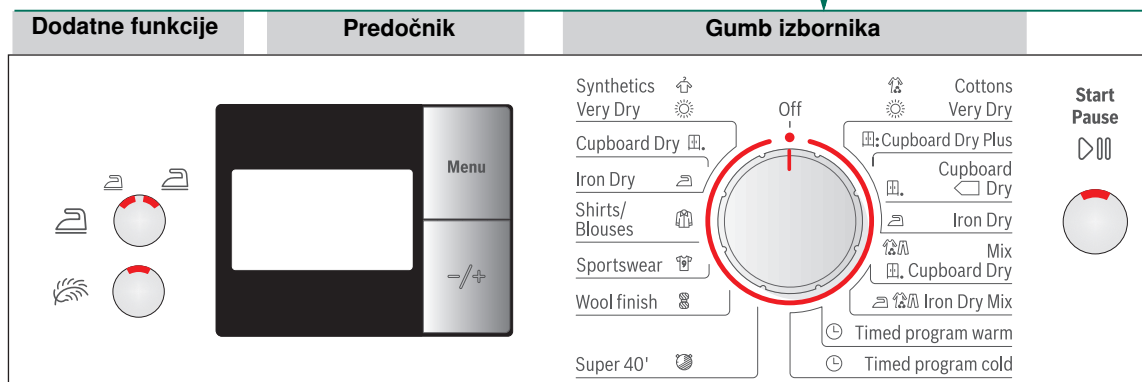 Dodatne funkcije
Predočnik
Gumb izbornika
Menu
-/+
Synthetics
Very Dry
Cupboard Dry
Iron Dry
Shirts/
Blouses
Sportswear
Wool finish
Super 40'
Off
Cottons
Very Dry
Cupboard Dry Plus
Cupboard
Dry
Iron Dry
Mix
Cupboard Dry
Iron Dry Mix
Timed program warm
Timed program cold
Start
Pause